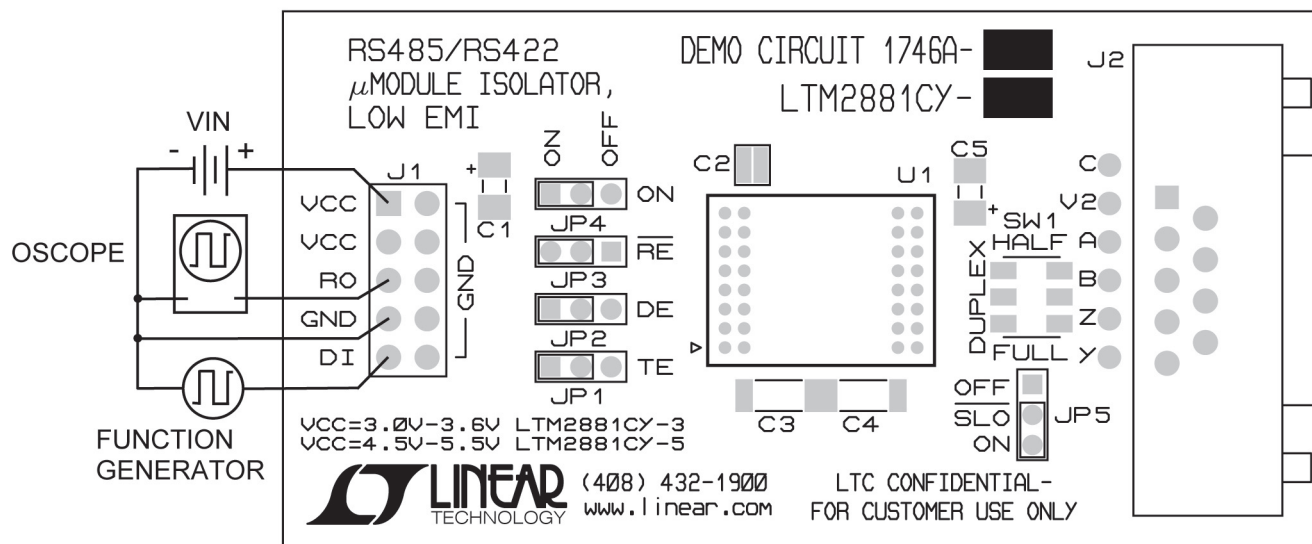 RS485/RS422
µMODULE ISOLATOR,
LOW EMI
DEMO CIRCUIT 1746A-
LTM2881CY-
J2
VIN
- +
OSCOPE
FUNCTION
GENERATOR
J1
VCC
VCC
RO
GND
DI
GND
+
C1
ON OFF
ON
JP4
RE
JP3
DE
JP2
TE
JP1
C2
U1
C5
+
C3 C4
SW1
HALF
DUPLEX
FULL
C
V2
A
B
Z
Y
OFF
SLO
ON
JP5
VCC=3.0V-3.6V LTM2881CY-3
VCC=4.5V-5.5V LTM2881CY-5
LINEAR
TECHNOLOGY
(408) 432-1900
www.linear.com
LTC CONFIDENTIAL-
FOR CUSTOMER USE ONLY